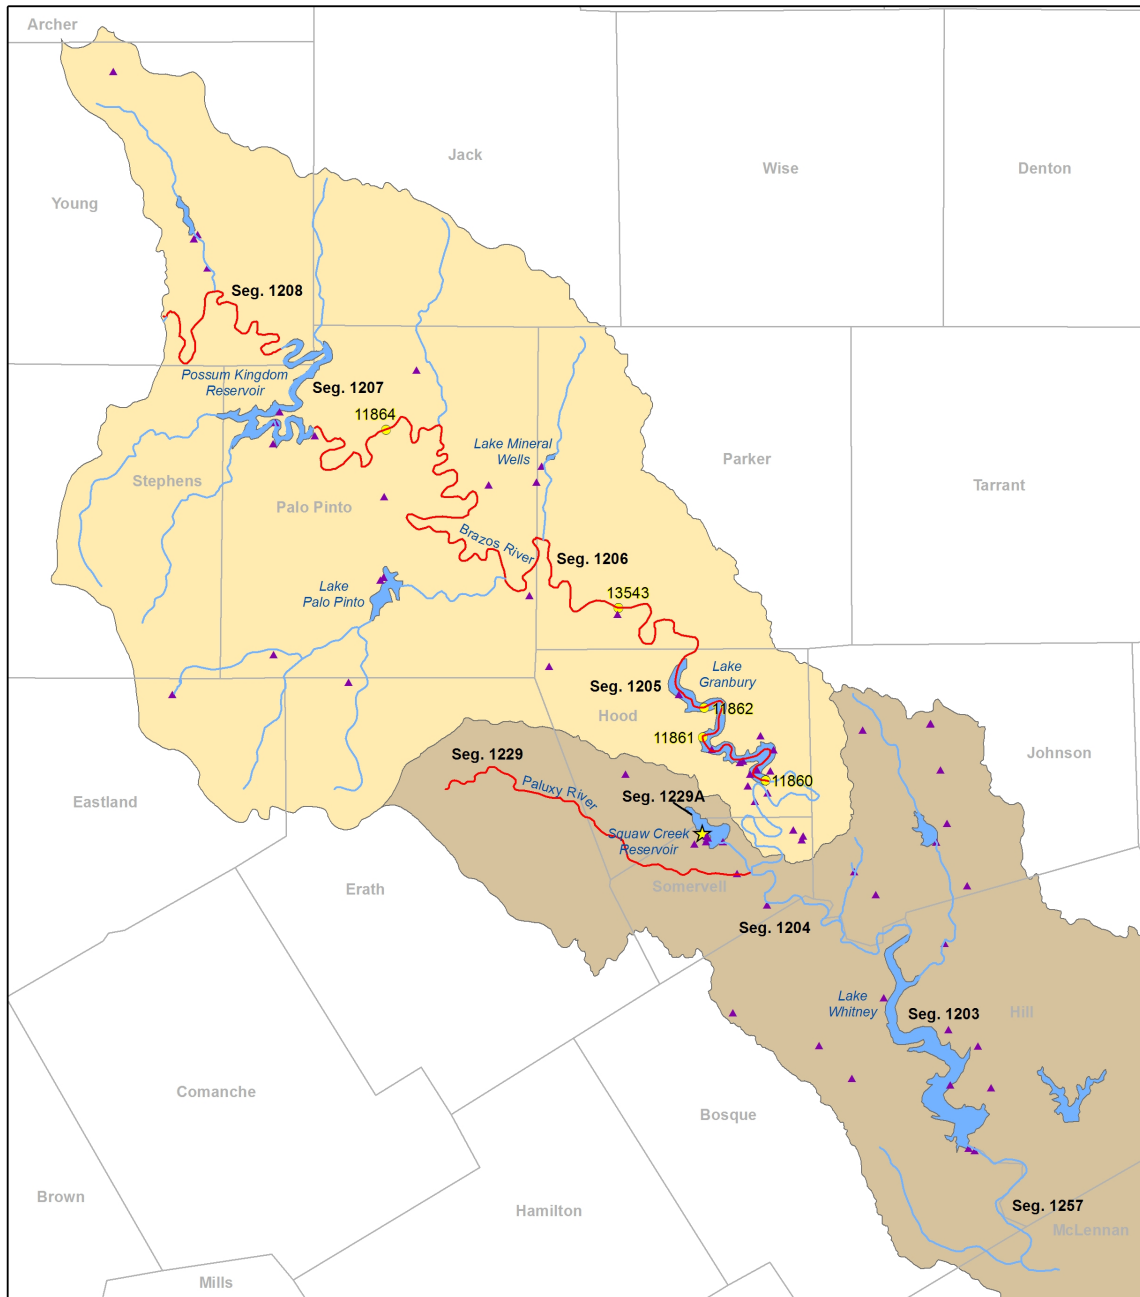 Archer
Jack
Wise
Denton
Young
Seg. 1208
Possum Kingdom
Reservoir
Seg. 1207
11864
Lake Mineral
Wells
Parker
Stephens
Tarrant
Palo Pinto
Brazos River
Seg. 1206
Lake
Palo Pinto
13543
Lake
Granbury
Seg. 1205
11862
Hood
11861
Seg. 1229
Johnson
11860
Paluxy River
Seg. 1229A
Eastland
Squaw Creek
Reservoir
Erath
Somervell
Seg. 1204
Lake
Whitney
Seg. 1203
Hill
Comanche
Bosque
Brown
Seg. 1257
Hamilton
McLennan
Mills